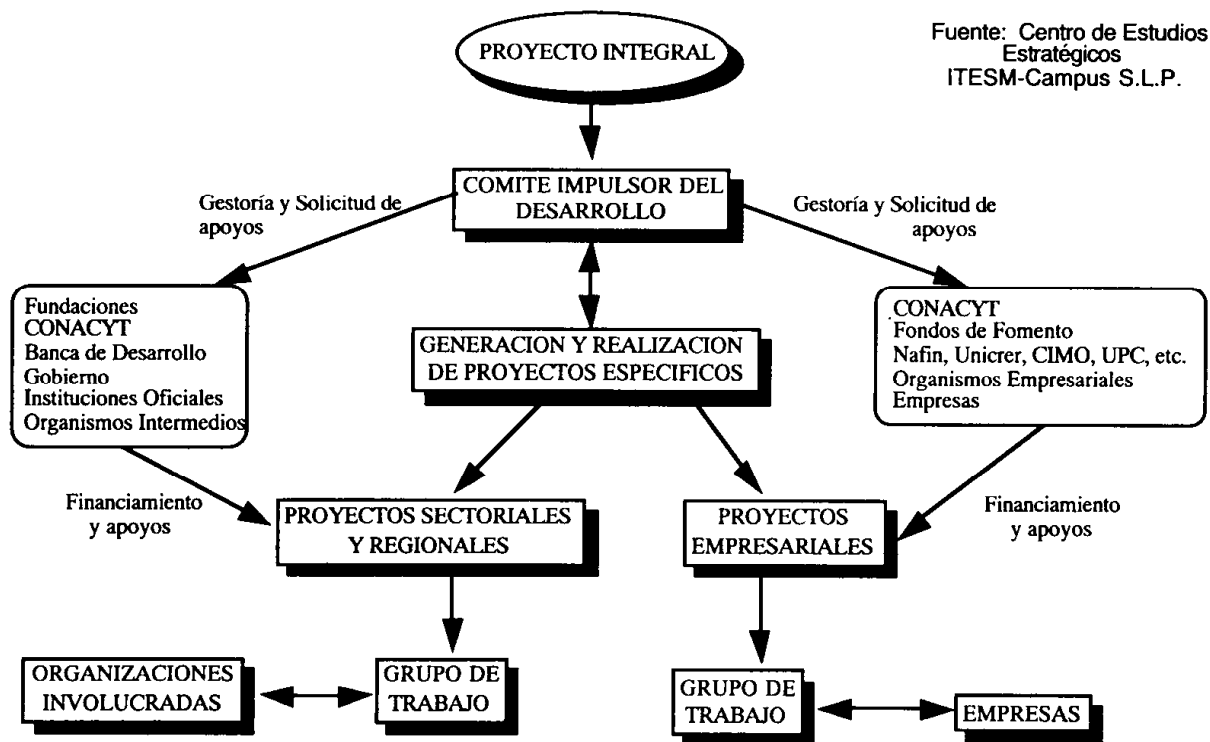 PROYECTO INTEGRAL
Fuente: Centro de Estudios
Estratégicos
ITESM-Campus S.L.P.
COMITE IMPULSOR DEL
DESARROLLO
Gestoría y Solicitud de
apoyos
Gestoría y Solicitud de
apoyos
Fundaciones
CONACYT
Banca de Desarrollo
Gobierno
Instituciones Oficiales
Organismos Intermedios
GENERACION Y REALIZACION
DE PROYECTOS ESPECIFICOS
CONACYT
Fondos de Fomento
Nafin, Unicrer, CIMO, UPC, etc.
Organismos Empresariales
Empresas
Financiamiento
y apoyos
PROYECTOS SECTORIALES
Y REGIONALES
PROYECTOS
EMPRESARIALES
Financiamiento
y apoyos
ORGANIZACIONES
INVOLUCRADAS
GRUPO DE
TRABAJO
GRUPO DE
TRABAJO
EMPRESAS